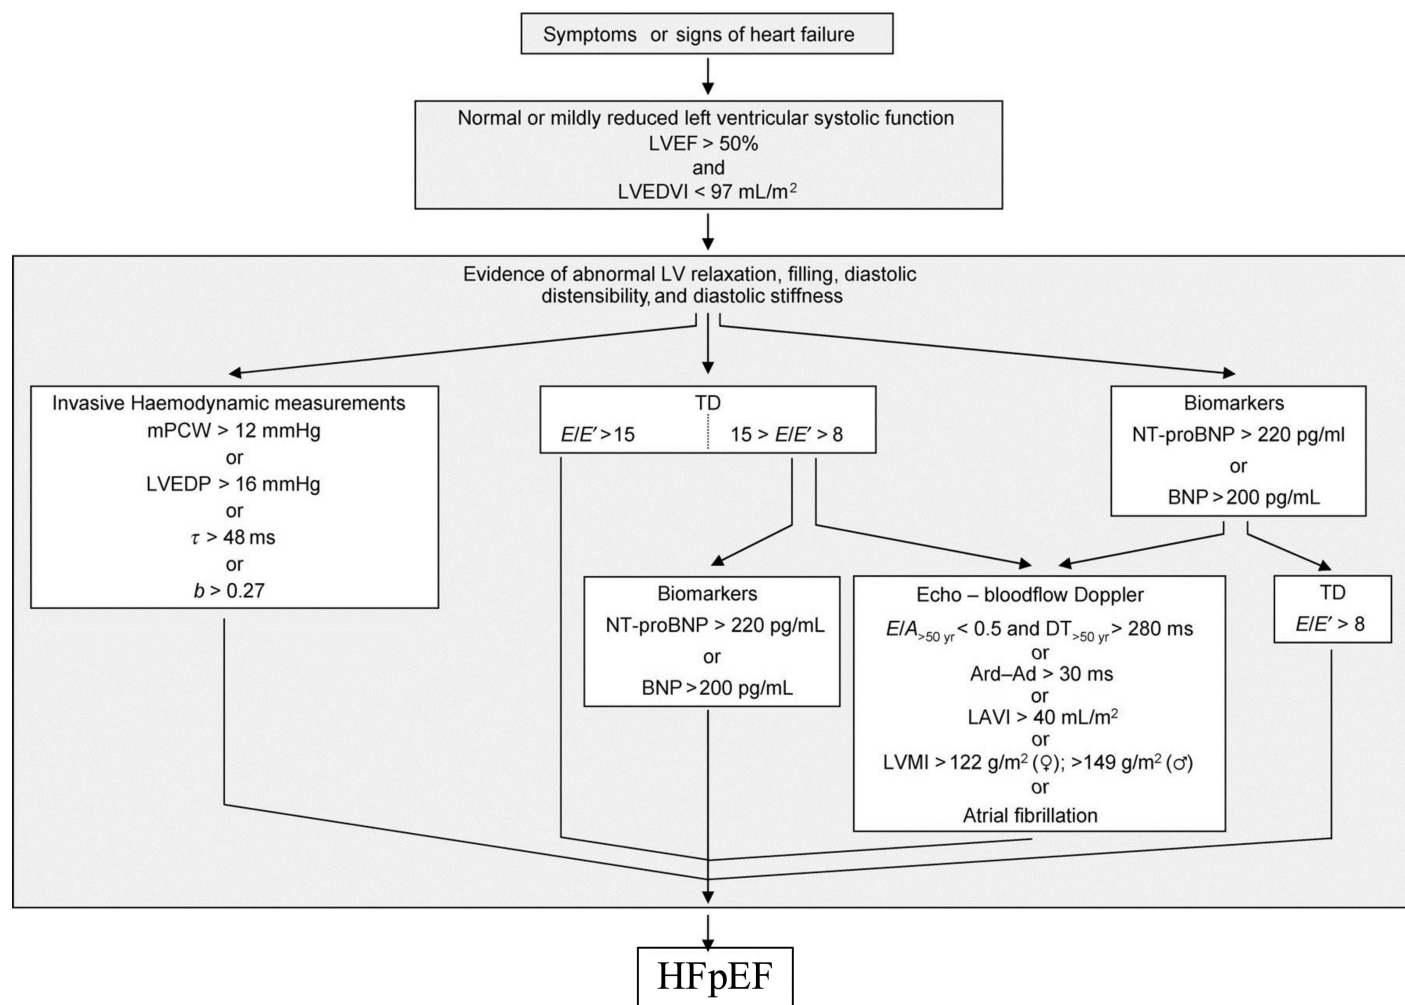 Symptoms or signs of heart failure
Normal or mildly reduced left ventricular systolic function
LVEF > 50%
and
LVEDVI < 97 mL/m²
Evidence of abnormal LV relaxation, filling, diastolic
distensibility, and diastolic stiffness
Invasive Haemodynamic measurements
mPCW > 12 mmHg
or
LVEDP > 16 mmHg
or
τ > 48 ms
or
b > 0.27
TD
E/E′ > 15
15 > E/E′ > 8
Biomarkers
NT-proBNP > 220 pg/ml
or
BNP > 200 pg/mL
Biomarkers
NT-proBNP > 220 pg/mL
or
BNP > 200 pg/mL
Echo – bloodflow Doppler
E/A>50 yr < 0.5 and DT>50 yr > 280 ms
or
Ard–Ad > 30 ms
or
LAVI > 40 mL/m²
or
LVMI > 122 g/m² (♀); >149 g/m² (♂)
or
Atrial fibrillation
TD
E/E′ > 8
HFpEF